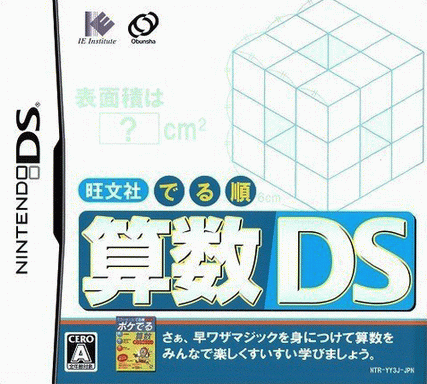 IE Institute
Obunsha
NINTENDO DS
表面積は
? cm²
6cm
旺文社 でる順
算数DS
CERO
A
ポケでる
算数
さぁ、早ワザマジックを身につけて算数を
みんなで楽しくすいすい学びましょう。
NTR-YY3J-JPN